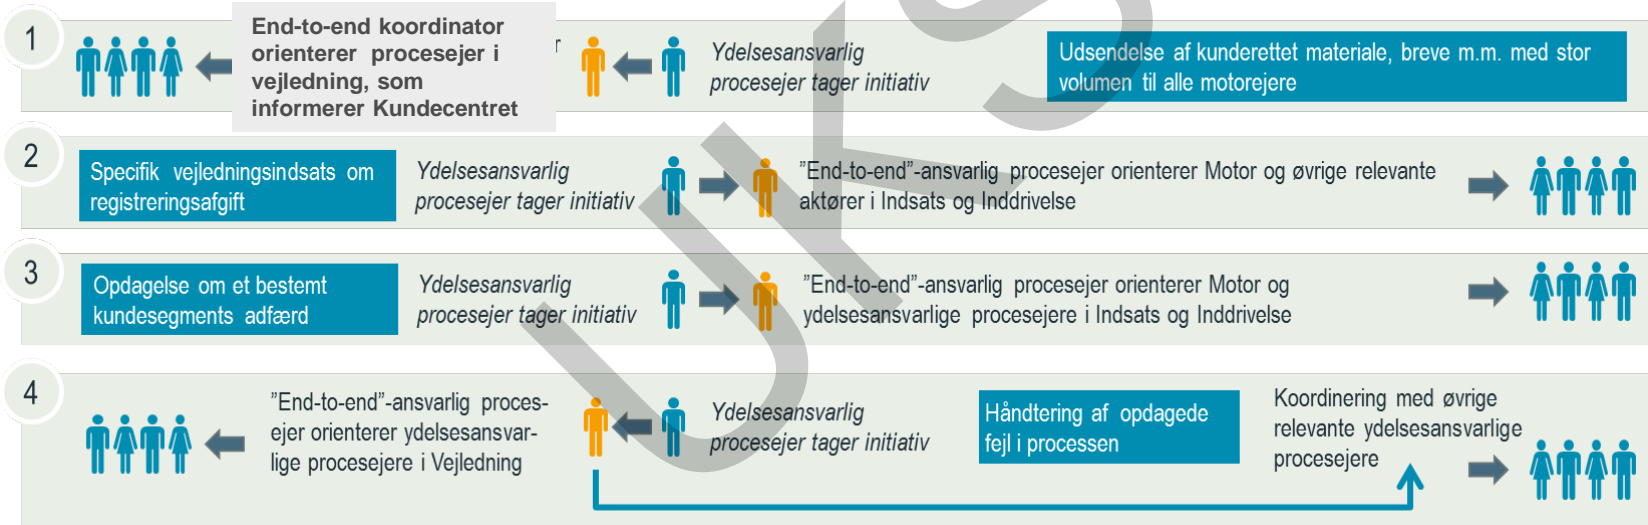 1
End-to-end koordinator
orienterer procesejer i
vejledning, som
informerer Kundecentret
Ydelsesansvarlig
procesejer tager initiativ
Udsendelse af kunderettet materiale, breve m.m. med stor
volumen til alle motorejere
2
Specifik vejledningsindsats om
registreringsafgift
Ydelsesansvarlig
procesejer tager initiativ
”End-to-end”-ansvarlig procesejer orienterer Motor og øvrige relevante
aktører i Indsats og Inddrivelse
3
Opdagelse om et bestemt
kundesegments adfærd
Ydelsesansvarlig
procesejer tager initiativ
”End-to-end”-ansvarlig procesejer orienterer Motor og
ydelsesansvarlige procesejere i Indsats og Inddrivelse
4
”End-to-end”-ansvarlig proces-
ejer orienterer ydelsesansvar-
lige procesejere i Vejledning
Ydelsesansvarlig
procesejer tager initiativ
Håndtering af opdagede
fejl i processen
Koordinering med øvrige
relevante ydelsesansvarlige
procesejere
UKS